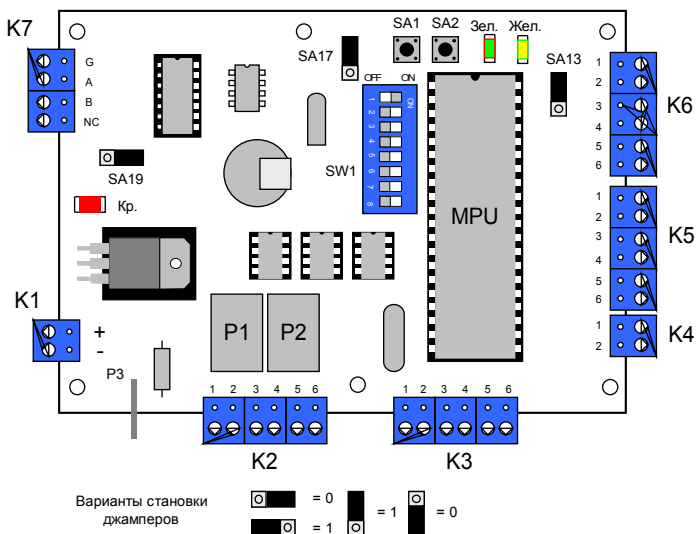 K7
G
A
B
NC
SA17
SA1
SA2
Зел.
Жел.
SA13
OFF
ON
ON
1
2
3
4
5
6
7
8
SW1
1
2
3
4
5
6
K6
SA19
Кр.
MPU
1
2
3
4
5
6
K5
K1
+
-
P3
P1
P2
1
2
K4
1 2 3 4 5 6
1 2 3 4 5 6
K2
K3
Варианты становки
джамперов
= 0
= 1
= 1
= 0